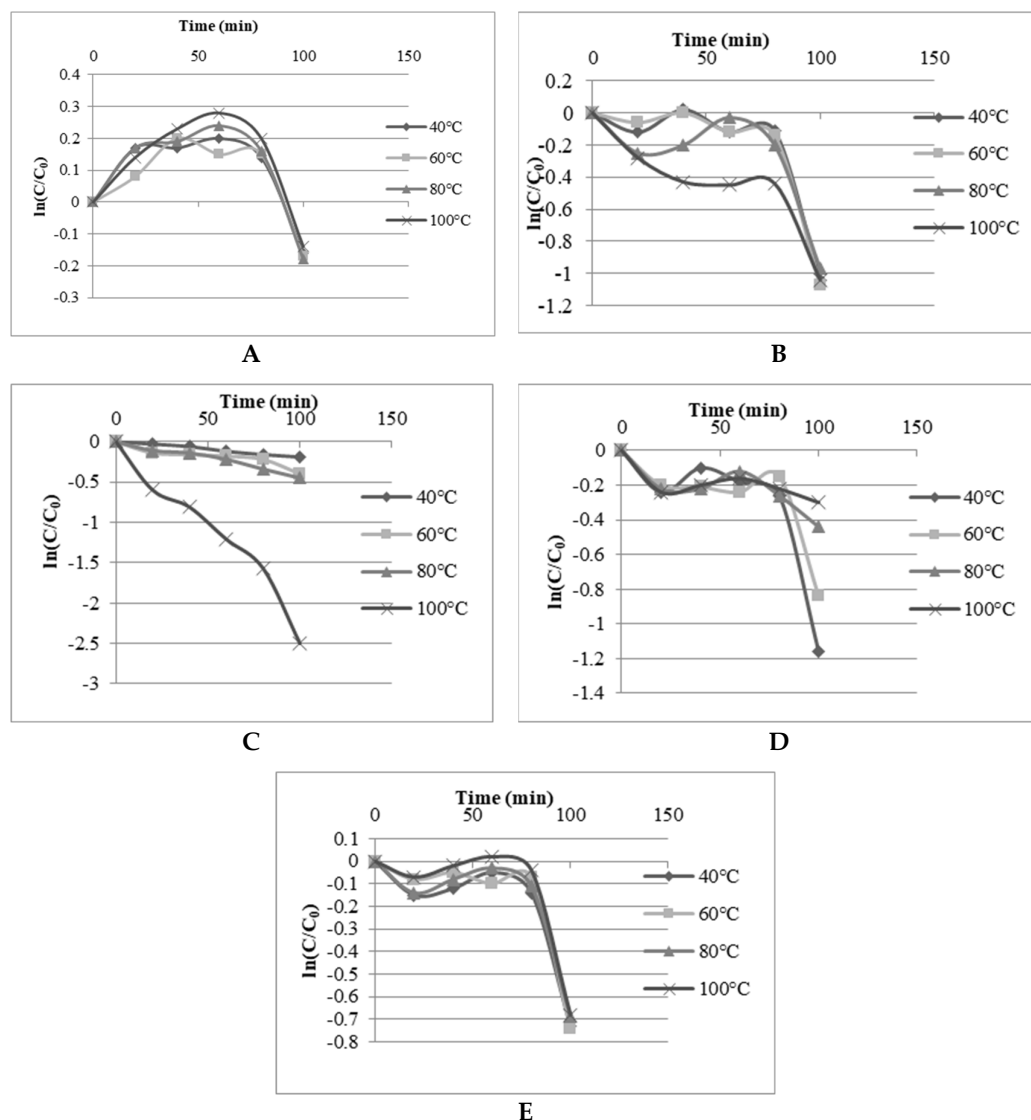 Time (min)
0 50 100 150
0.4
0.3
0.2
0.1
0
-0.1
-0.2
-0.3
ln(C/C₀)
40°C
60°C
80°C
100°C
A
Time (min)
0 50 100 150
0.2
0
-0.2
-0.4
-0.6
-0.8
-1
-1.2
ln(C/C₀)
40°C
60°C
80°C
100°C
B
Time (min)
0 50 100 150
0
-0.5
-1
-1.5
-2
-2.5
-3
ln(C/C₀)
40°C
60°C
80°C
100°C
C
Time (min)
0 50 100 150
0
-0.2
-0.4
-0.6
-0.8
-1
-1.2
-1.4
ln(C/C₀)
40°C
60°C
80°C
100°C
D
Time (min)
0 50 100 150
0.1
0
-0.1
-0.2
-0.3
-0.4
-0.5
-0.6
-0.7
-0.8
ln(C/C₀)
40°C
60°C
80°C
100°C
E